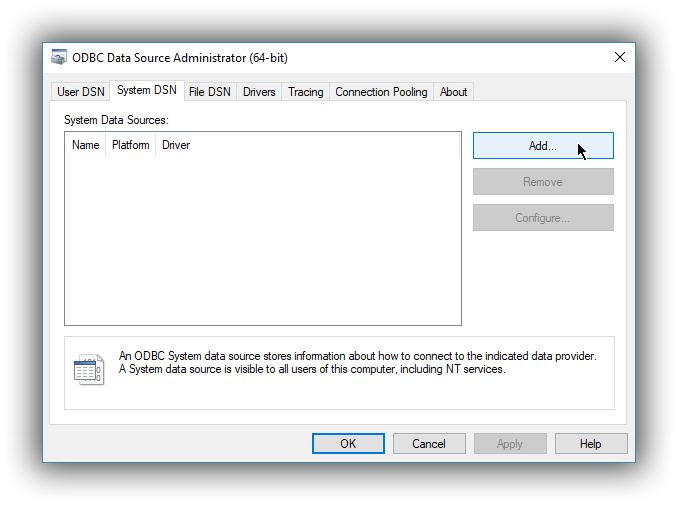 ODBC Data Source Administrator (64-bit)
User DSN System DSN File DSN Drivers Tracing Connection Pooling About
System Data Sources:
Name Platform Driver
Add...
Remove
Configure...
An ODBC System data source stores information about how to connect to the indicated data provider.
A System data source is visible to all users of this computer, including NT services.
OK Cancel Apply Help